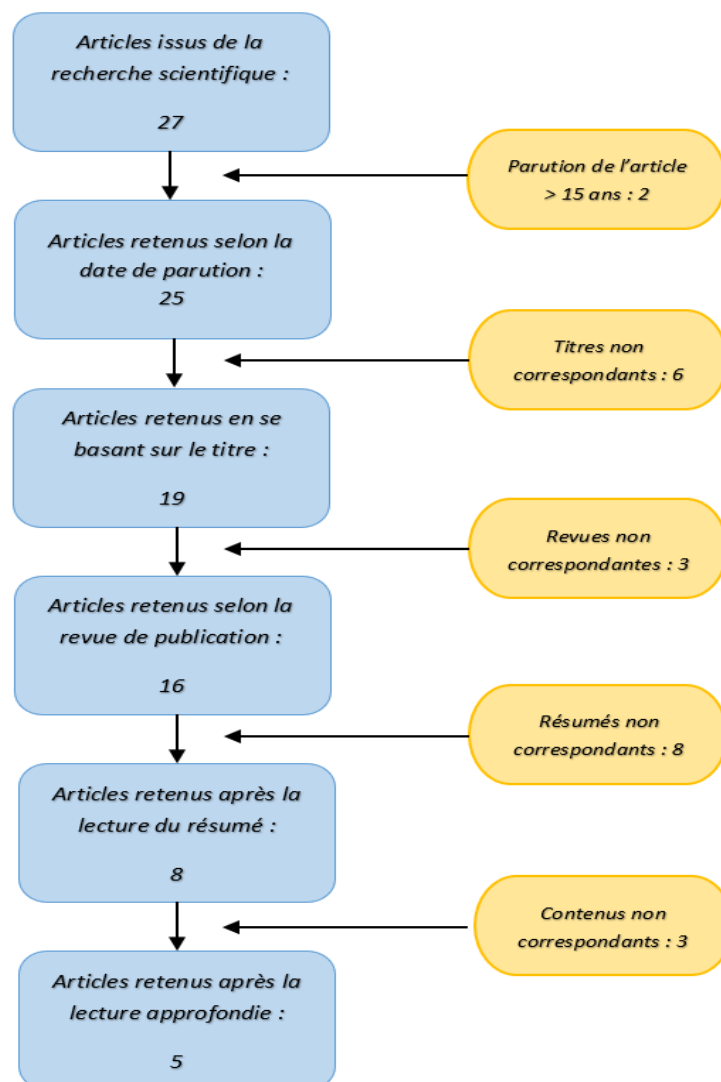 Articles issus de la
recherche scientifique :
27
Parution de l'article
> 15 ans : 2
Articles retenus selon la
date de parution :
25
Titres non
correspondants : 6
Articles retenus en se
basant sur le titre :
19
Revues non
correspondantes : 3
Articles retenus selon la
revue de publication :
16
Résumés non
correspondants : 8
Articles retenus après la
lecture du résumé :
8
Contenus non
correspondants : 3
Articles retenus après la
lecture approfondie :
5